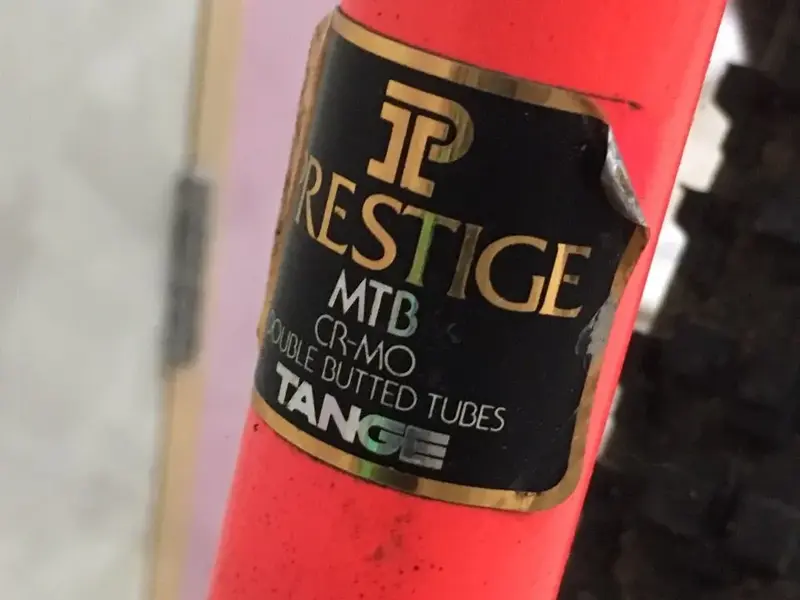 P
PRESTIGE
MTB
CR-MO
DOUBLE BUTTED TUBES
TANGE